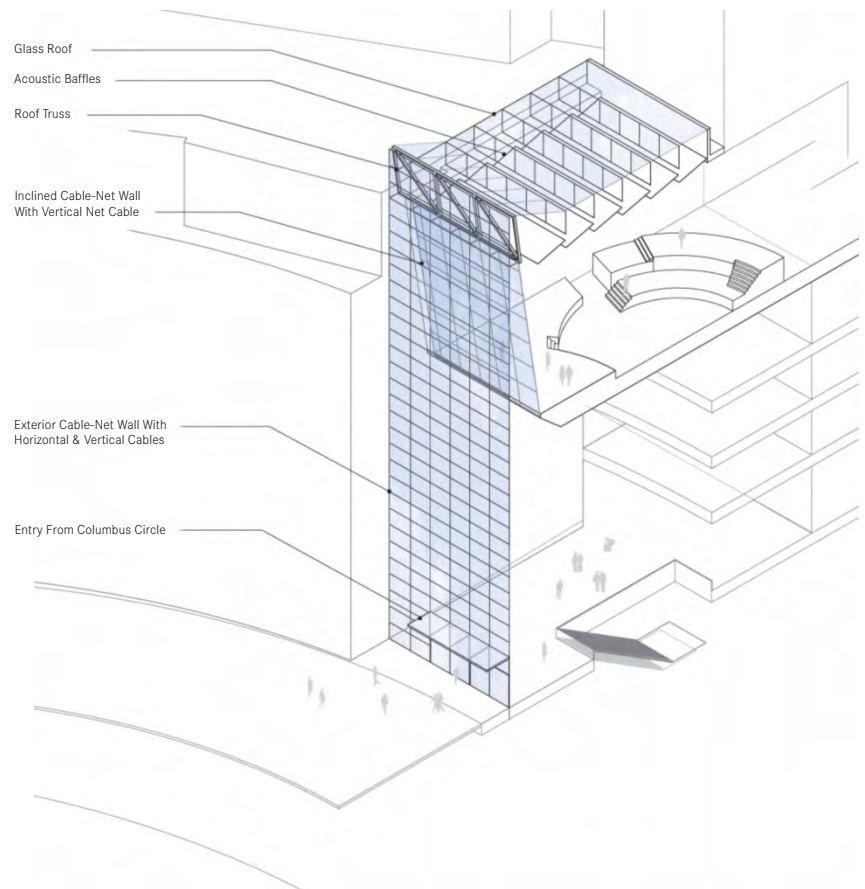 Glass Roof
Acoustic Baffles
Roof Truss
Inclined Cable-Net Wall
With Vertical Net Cable
Exterior Cable-Net Wall With
Horizontal & Vertical Cables
Entry From Columbus Circle